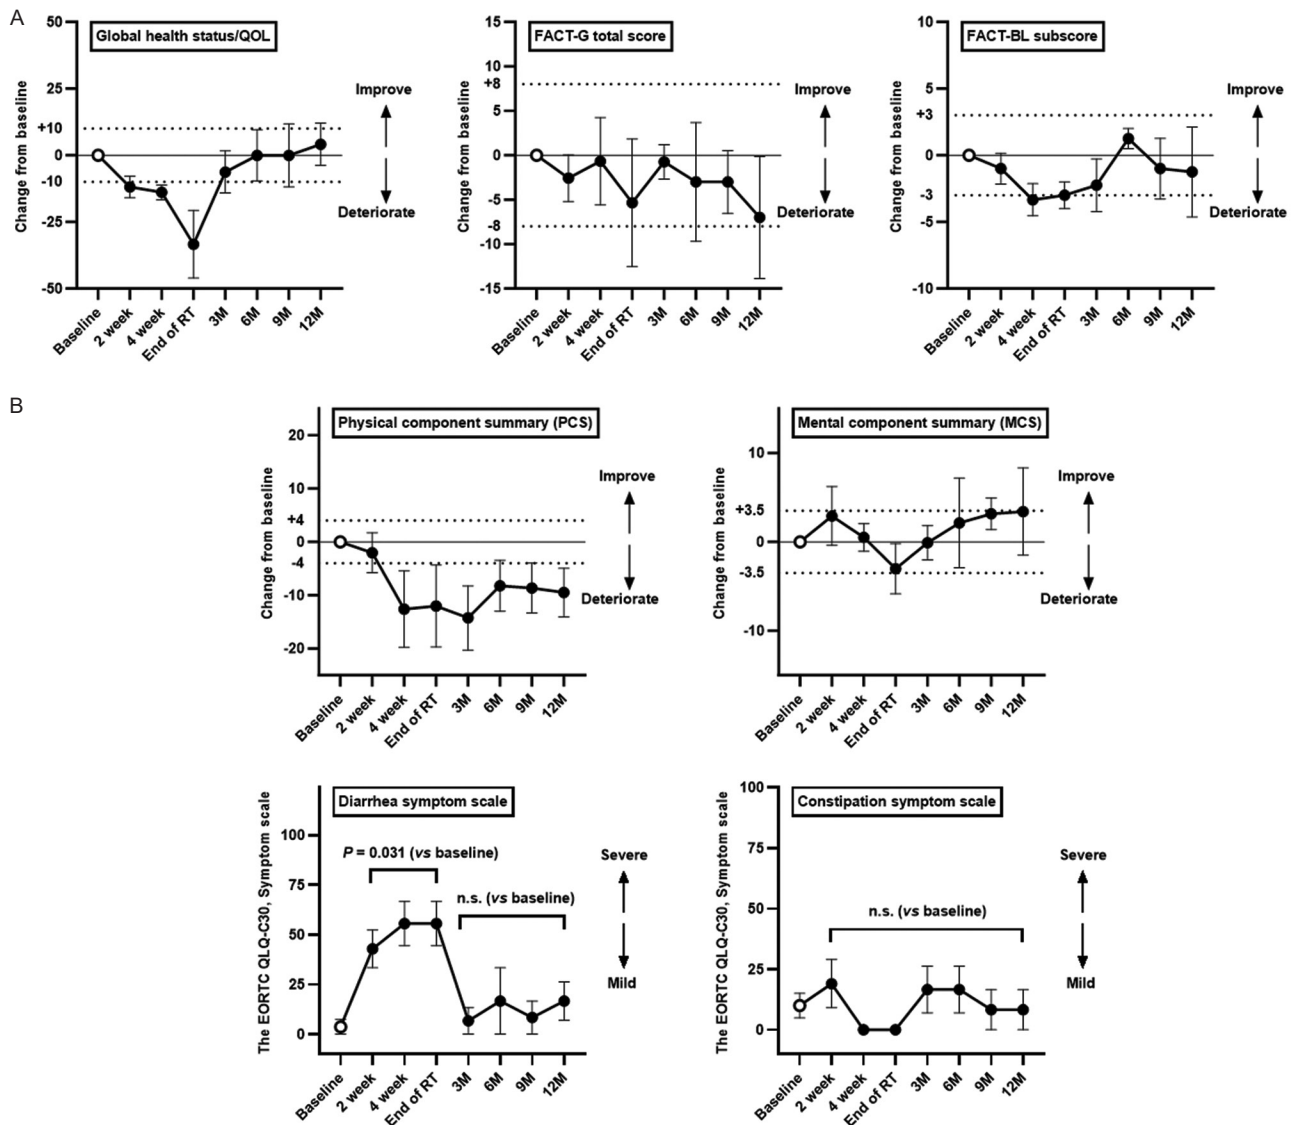 A
Global health status/QOL
Change from baseline
50
25
+10
0
-10
-25
-50
Improve
Deteriorate
Baseline
2 week
4 week
End of RT
3M
6M
9M
12M
FACT-G total score
Change from baseline
15
10
+8
5
0
-5
-8
-10
-15
Improve
Deteriorate
Baseline
2 week
4 week
End of RT
3M
6M
9M
12M
FACT-BL subscore
Change from baseline
10
5
+3
0
-3
-5
-10
Improve
Deteriorate
Baseline
2 week
4 week
End of RT
3M
6M
9M
12M
B
Physical component summary (PCS)
Change from baseline
20
10
+4
0
-4
-10
-20
Improve
Deteriorate
Baseline
2 week
4 week
End of RT
3M
6M
9M
12M
Mental component summary (MCS)
Change from baseline
10
+3.5
0
-3.5
-10
Improve
Deteriorate
Baseline
2 week
4 week
End of RT
3M
6M
9M
12M
Diarrhea symptom scale
The EORTC QLQ-C30, Symptom scale
100
75
50
25
0
P = 0.031 (vs baseline)
n.s. (vs baseline)
Severe
Mild
Baseline
2 week
4 week
End of RT
3M
6M
9M
12M
Constipation symptom scale
The EORTC QLQ-C30, Symptom scale
100
75
50
25
0
n.s. (vs baseline)
Severe
Mild
Baseline
2 week
4 week
End of RT
3M
6M
9M
12M